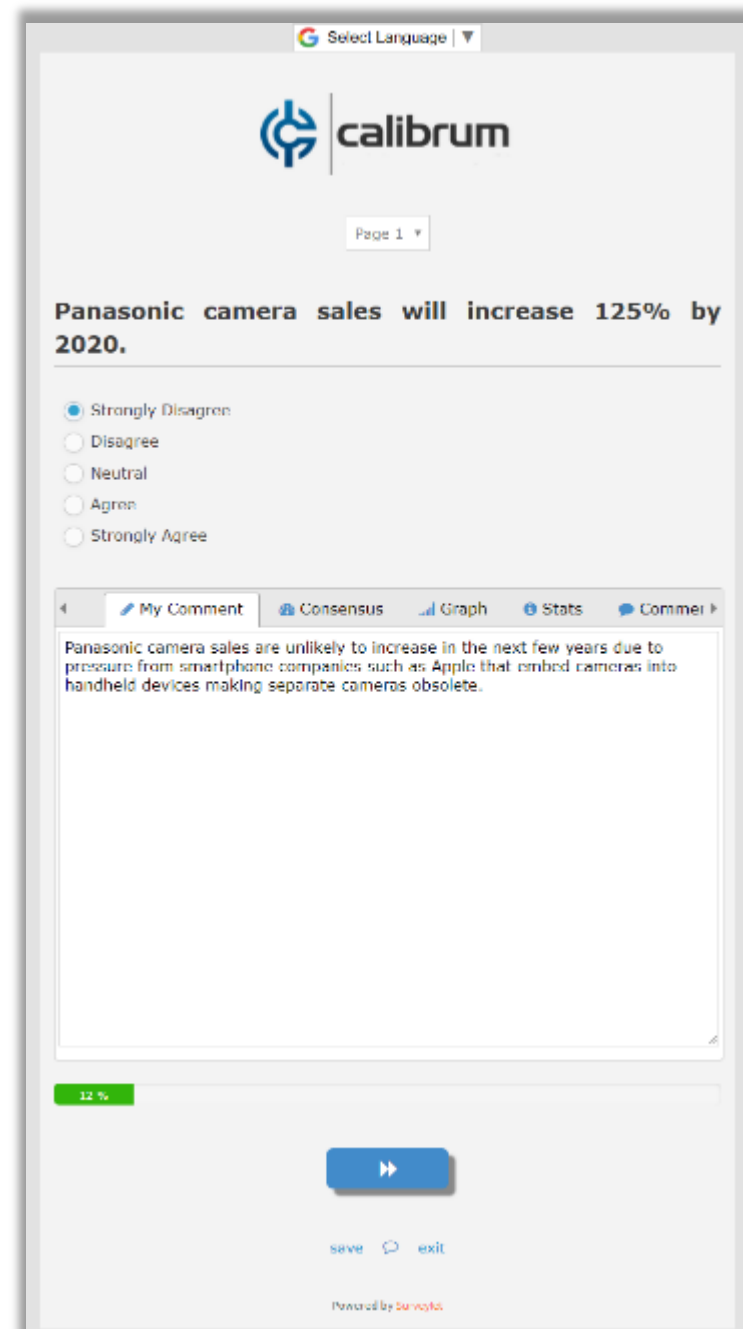 Select Language | ▼
calibrum
Page 1 ▼
Panasonic camera sales will increase 125% by
2020.
Strongly Disagree
Disagree
Neutral
Agree
Strongly Agree
My Comment Consensus Graph Stats Commer
Panasonic camera sales are unlikely to increase in the next few years due to
pressure from smartphone companies such as Apple that embed cameras into
handheld devices making separate cameras obsolete.
12 %
save exit
Powered by Surveylet